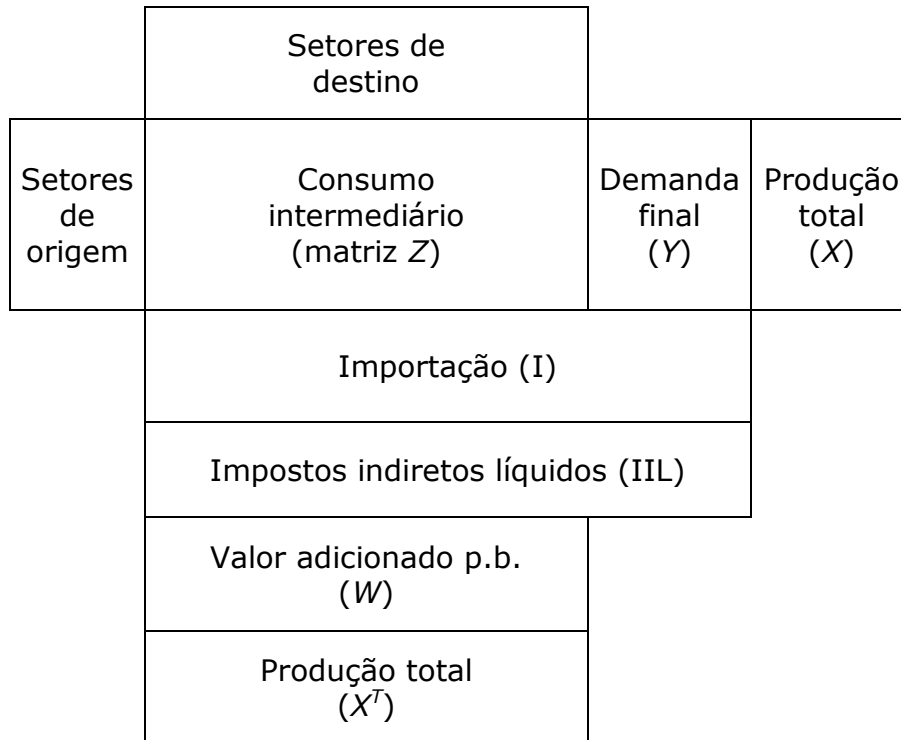 Setores de
destino
Setores
de
origem
Consumo
intermediário
(matriz Z)
Demanda
final
(Y)
Produção
total
(X)
Importação (I)
Impostos indiretos líquidos (IIL)
Valor adicionado p.b.
(W)
Produção total
(Xᵀ)